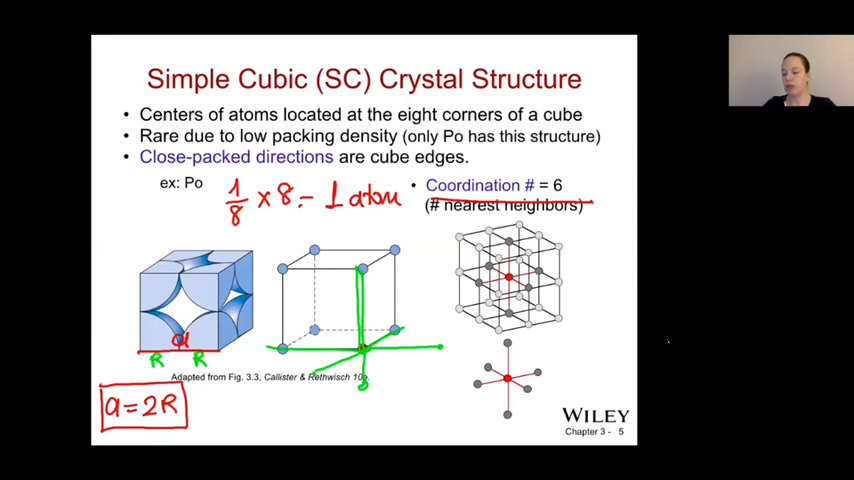 Simple Cubic (SC) Crystal Structure
• Centers of atoms located at the eight corners of a cube
• Rare due to low packing density (only Po has this structure)
• Close-packed directions are cube edges.
ex: Po
1/8 × 8 = 1 atom
• Coordination # = 6
(# nearest neighbors)
a
R R
Adapted from Fig. 3.3, Callister & Rethwisch 10e.
a = 2R
WILEY
Chapter 3 - 5